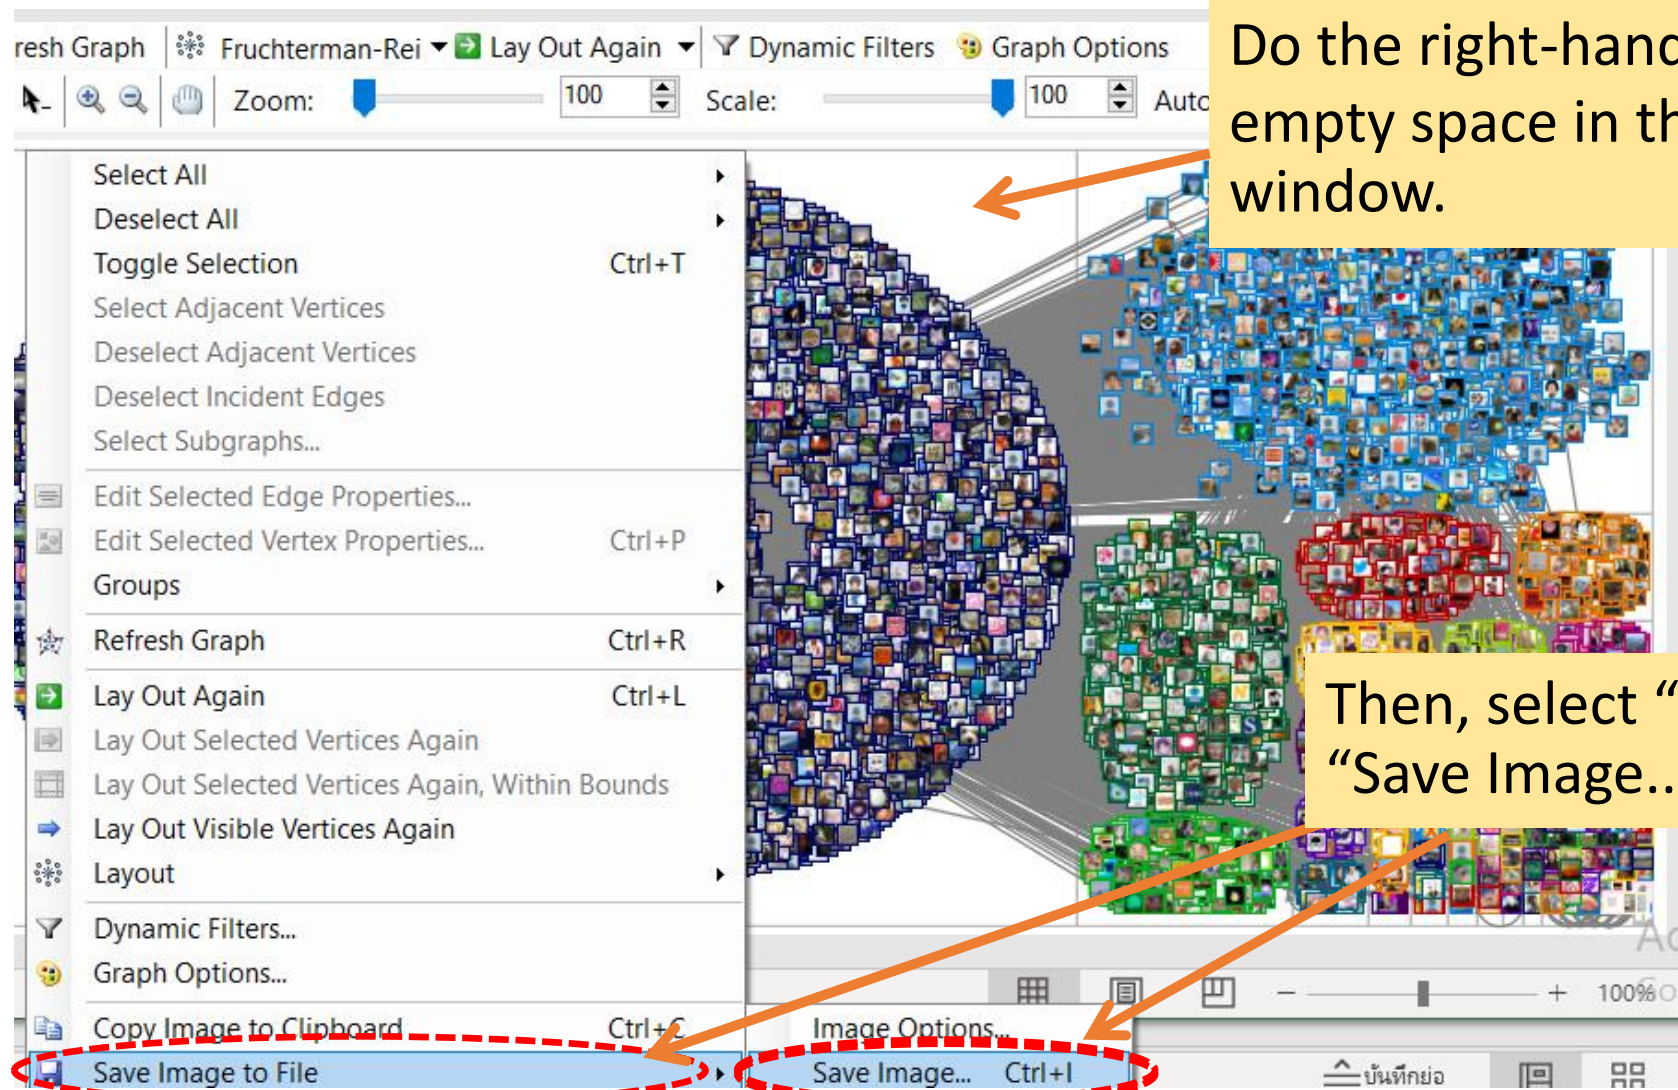 resh Graph Fruchterman-Rei Lay Out Again Dynamic Filters Graph Options
Zoom: 100 Scale: 100 Auto
Do the right-hand
empty space in th
window.
Select All
Deselect All
Toggle Selection Ctrl+T
Select Adjacent Vertices
Deselect Adjacent Vertices
Deselect Incident Edges
Select Subgraphs...
Edit Selected Edge Properties...
Edit Selected Vertex Properties... Ctrl+P
Groups
Refresh Graph Ctrl+R
Lay Out Again Ctrl+L
Lay Out Selected Vertices Again
Lay Out Selected Vertices Again, Within Bounds
Lay Out Visible Vertices Again
Layout
Then, select “
“Save Image..
Dynamic Filters...
Graph Options...
100%
Copy Image to Clipboard Ctrl+C
Image Options...
Save Image to File
Save Image... Ctrl+I
บันทึกย่อ